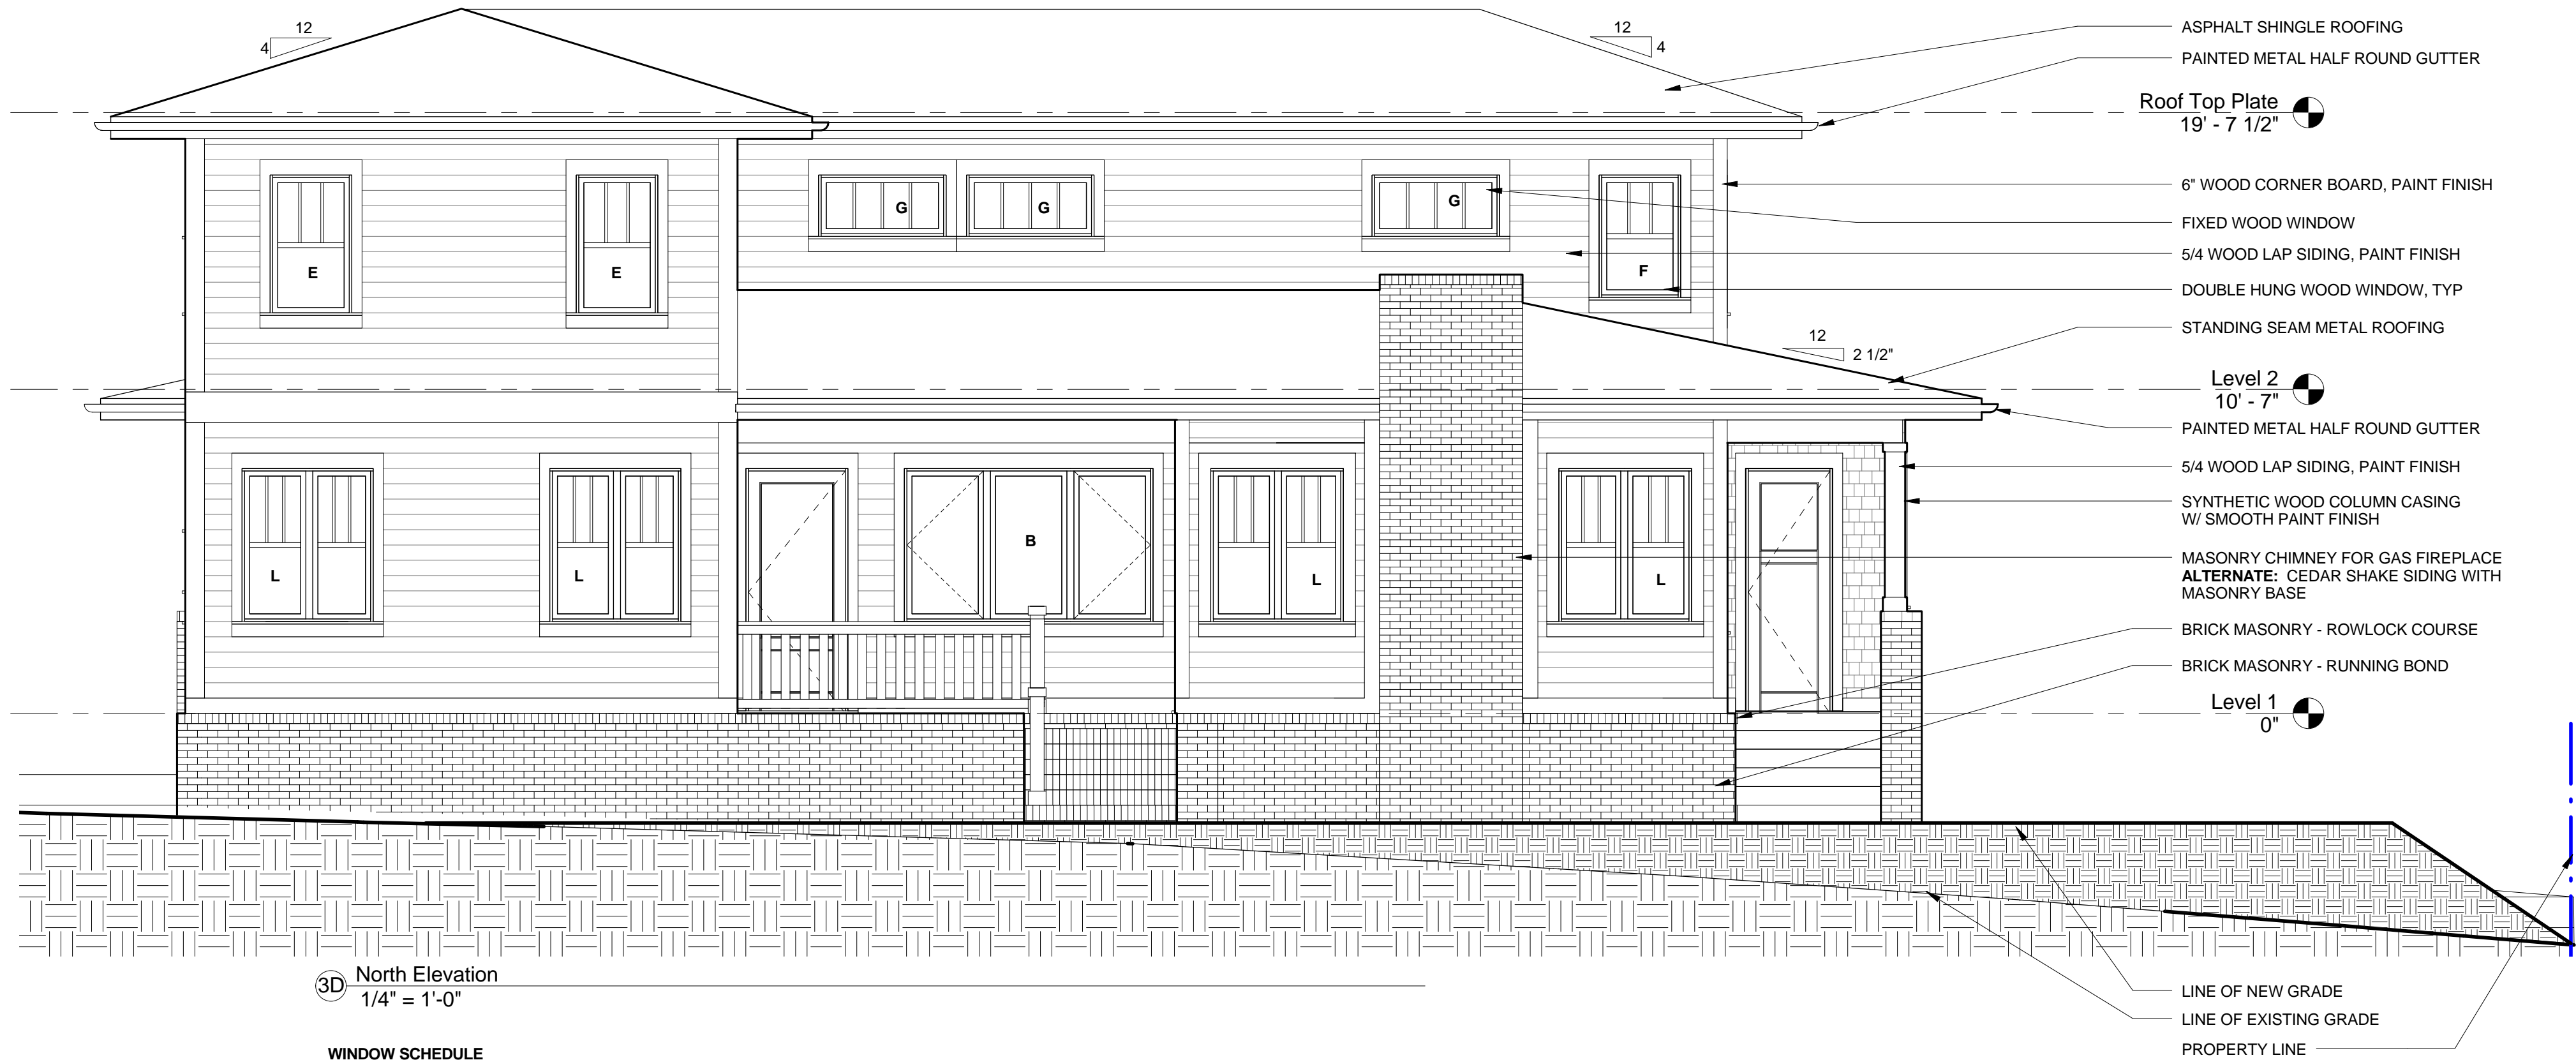 12
4
12
4
ASPHALT SHINGLE ROOFING
PAINTED METAL HALF ROUND GUTTER
Roof Top Plate
19' - 7 1/2"
6" WOOD CORNER BOARD, PAINT FINISH
G
G
G
FIXED WOOD WINDOW
5/4 WOOD LAP SIDING, PAINT FINISH
E
E
F
DOUBLE HUNG WOOD WINDOW, TYP
STANDING SEAM METAL ROOFING
12
2 1/2"
Level 2
10' - 7"
PAINTED METAL HALF ROUND GUTTER
5/4 WOOD LAP SIDING, PAINT FINISH
SYNTHETIC WOOD COLUMN CASING
W/ SMOOTH PAINT FINISH
B
MASONRY CHIMNEY FOR GAS FIREPLACE
ALTERNATE: CEDAR SHAKE SIDING WITH
MASONRY BASE
L
L
L
L
BRICK MASONRY - ROWLOCK COURSE
BRICK MASONRY - RUNNING BOND
Level 1
0"
3D
North Elevation
1/4" = 1'-0"
LINE OF NEW GRADE
LINE OF EXISTING GRADE
PROPERTY LINE
WINDOW SCHEDULE